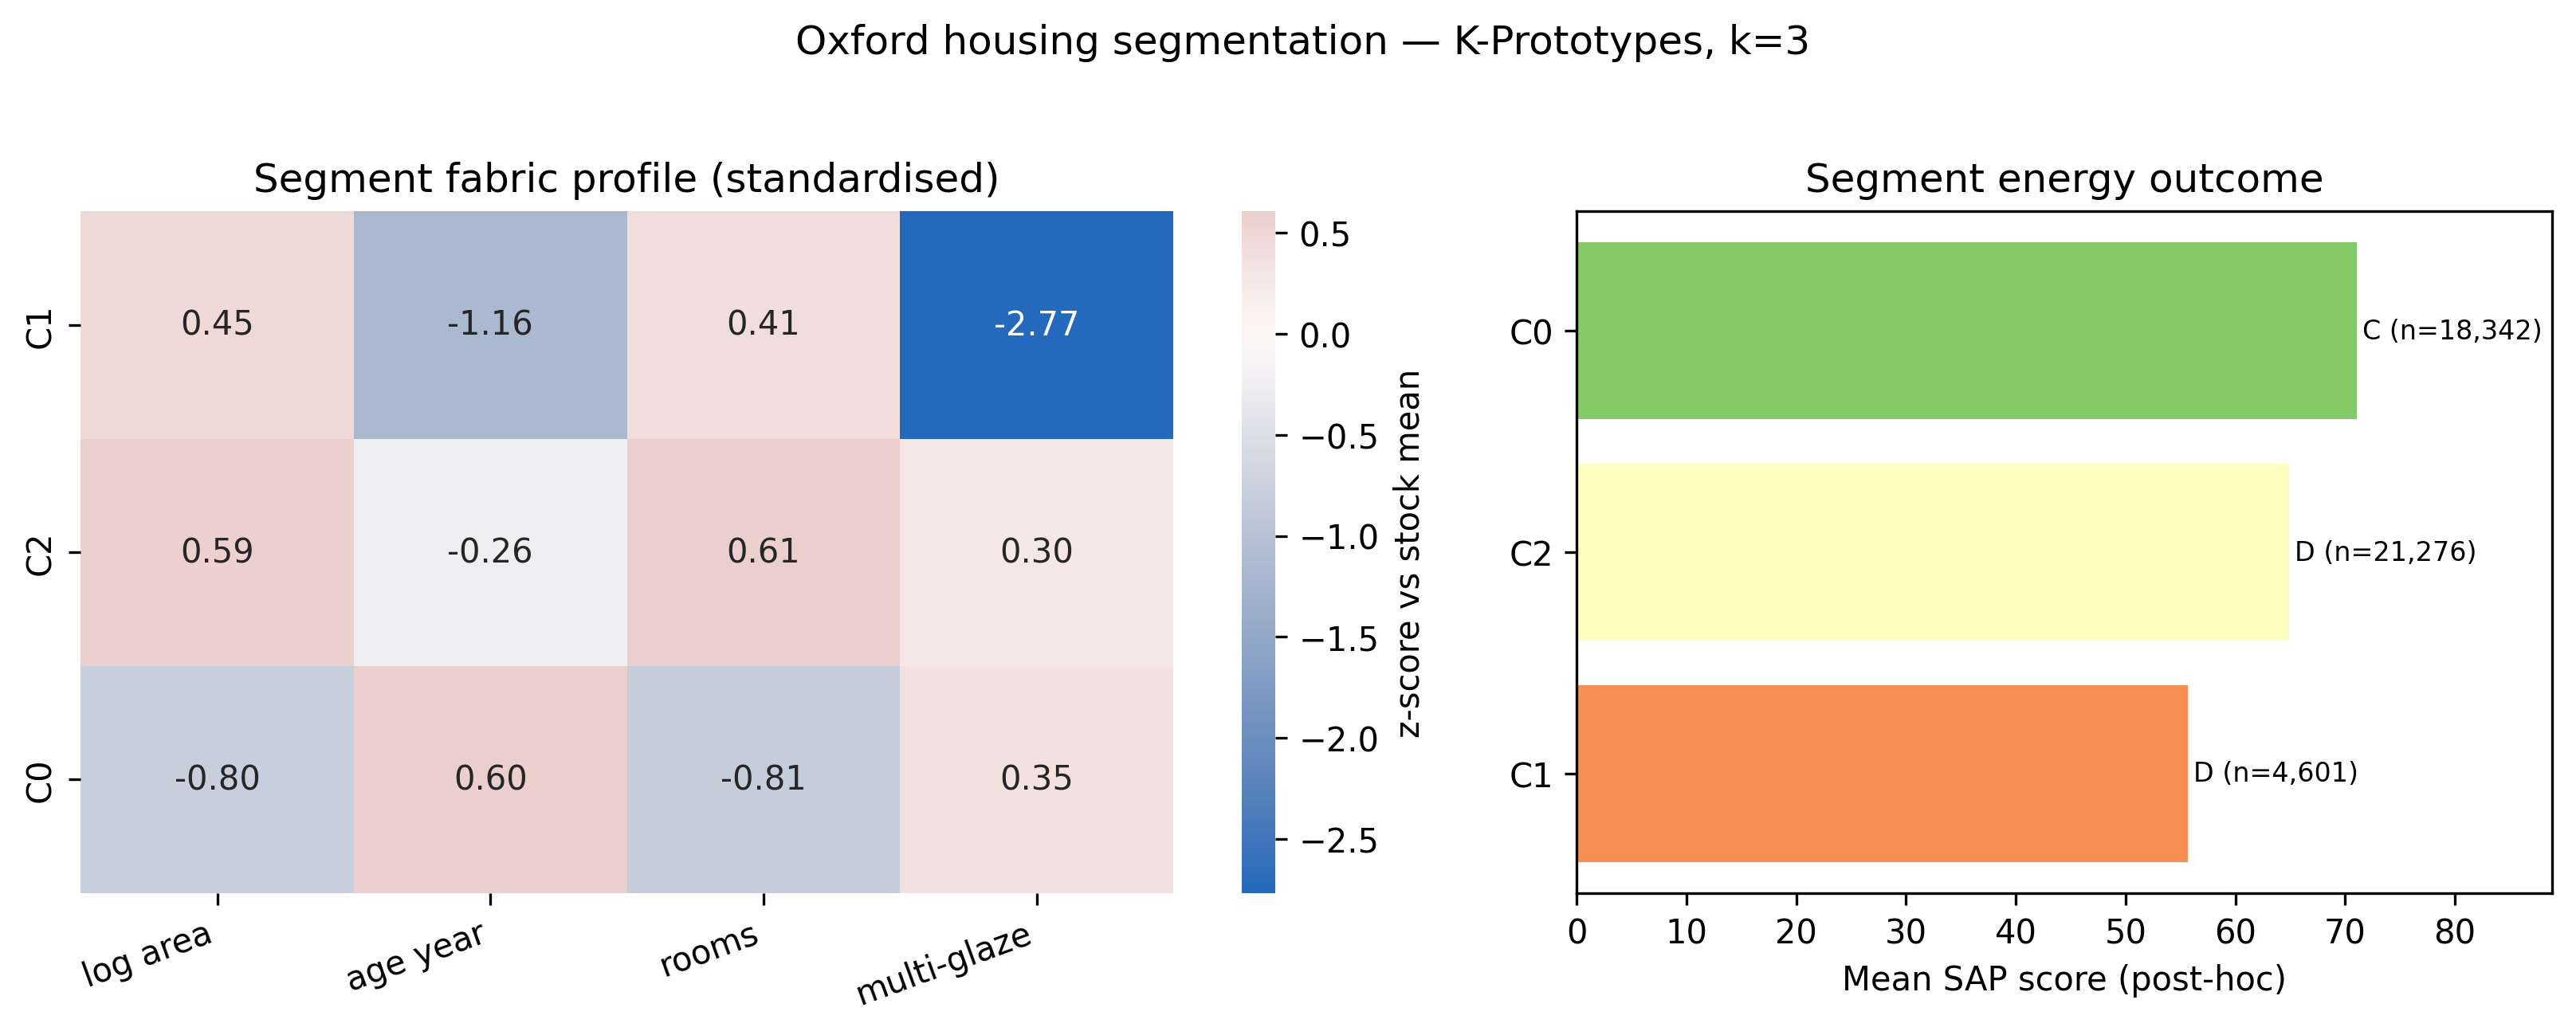 Oxford housing segmentation — K-Prototypes, k=3
Segment fabric profile (standardised)
C1
C2
C0
0.45 -1.16 0.41 -2.77
0.59 -0.26 0.61 0.30
-0.80 0.60 -0.81 0.35
log area
age year
rooms
multi-glaze
0.5
0.0
−0.5
−1.0
−1.5
−2.0
−2.5
z-score vs stock mean
Segment energy outcome
C0
C (n=18,342)
C2
D (n=21,276)
C1
D (n=4,601)
0 10 20 30 40 50 60 70 80
Mean SAP score (post-hoc)